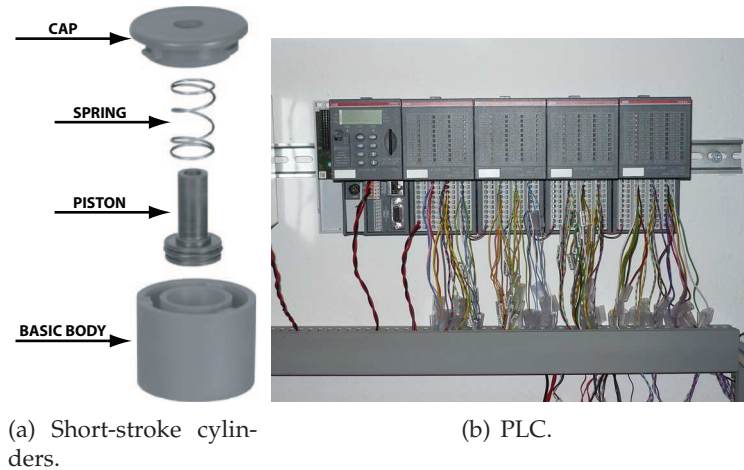 CAP
SPRING
PISTON
BASIC BODY
(a) Short-stroke cylin-
ders.
(b) PLC.